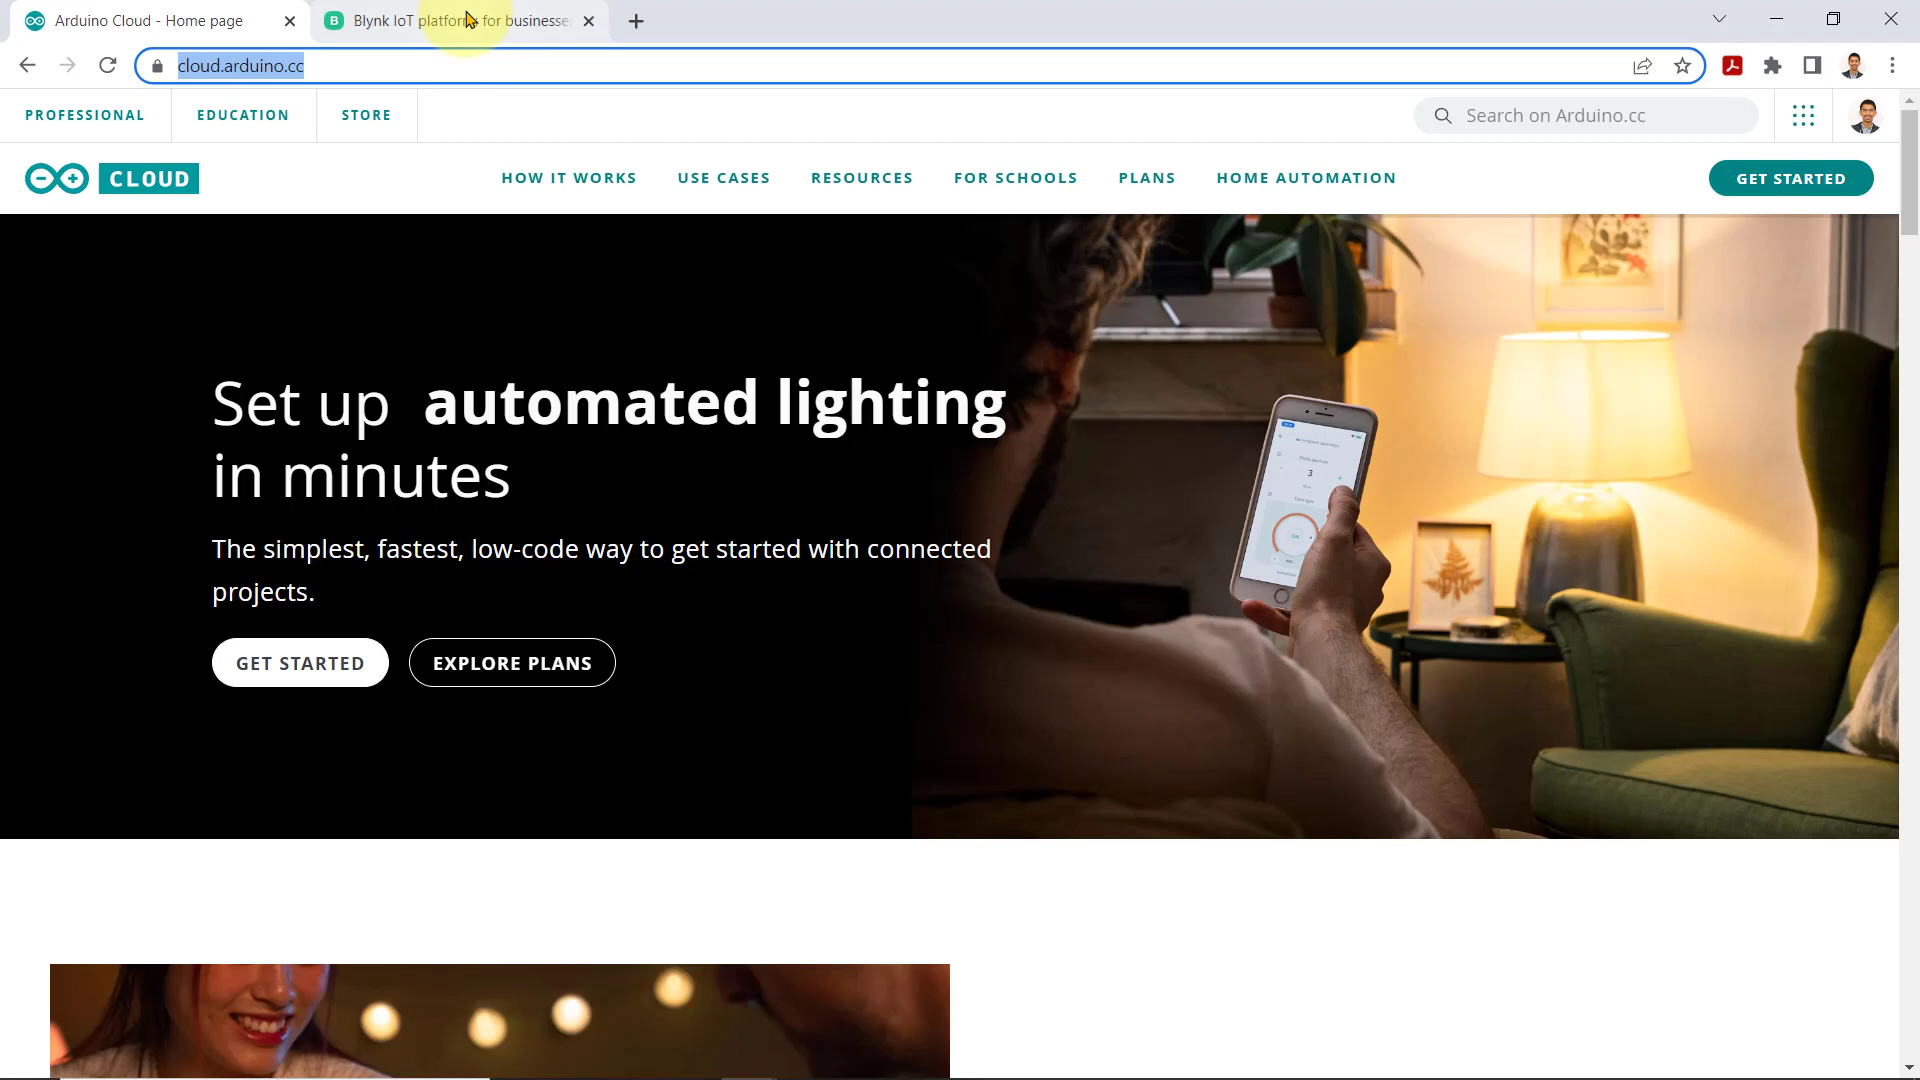 Arduino Cloud - Home page
Blynk IoT platform for businesse
cloud.arduino.cc
PROFESSIONAL
EDUCATION
STORE
Search on Arduino.cc
CLOUD
HOW IT WORKS
USE CASES
RESOURCES
FOR SCHOOLS
PLANS
HOME AUTOMATION
GET STARTED
Set up automated lighting
in minutes
The simplest, fastest, low-code way to get started with connected
projects.
GET STARTED
EXPLORE PLANS
3